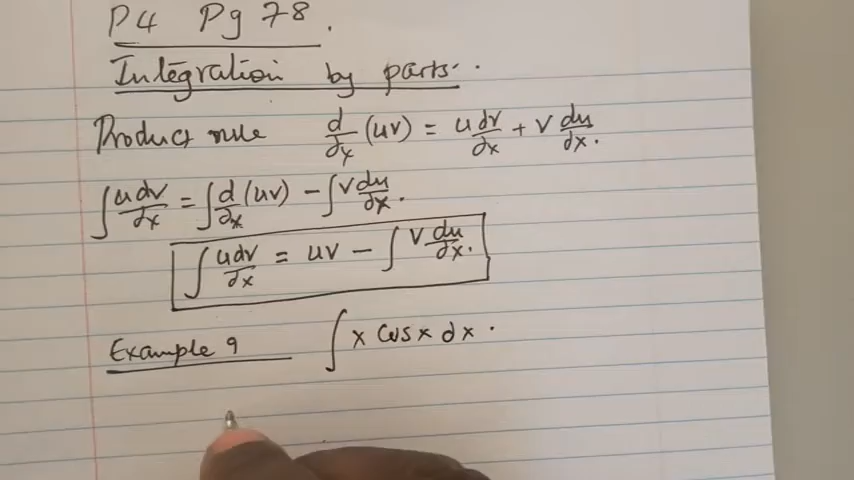 P4 Pg 78.
Integration by parts.
Product rule d/dx (uv) = u dv/dx + v du/dx.
∫ u dv/dx = ∫ d/dx (uv) − ∫ v du/dx.
∫ u dv/dx = uv − ∫ v du/dx.
Example 9 ∫ x cos x dx.